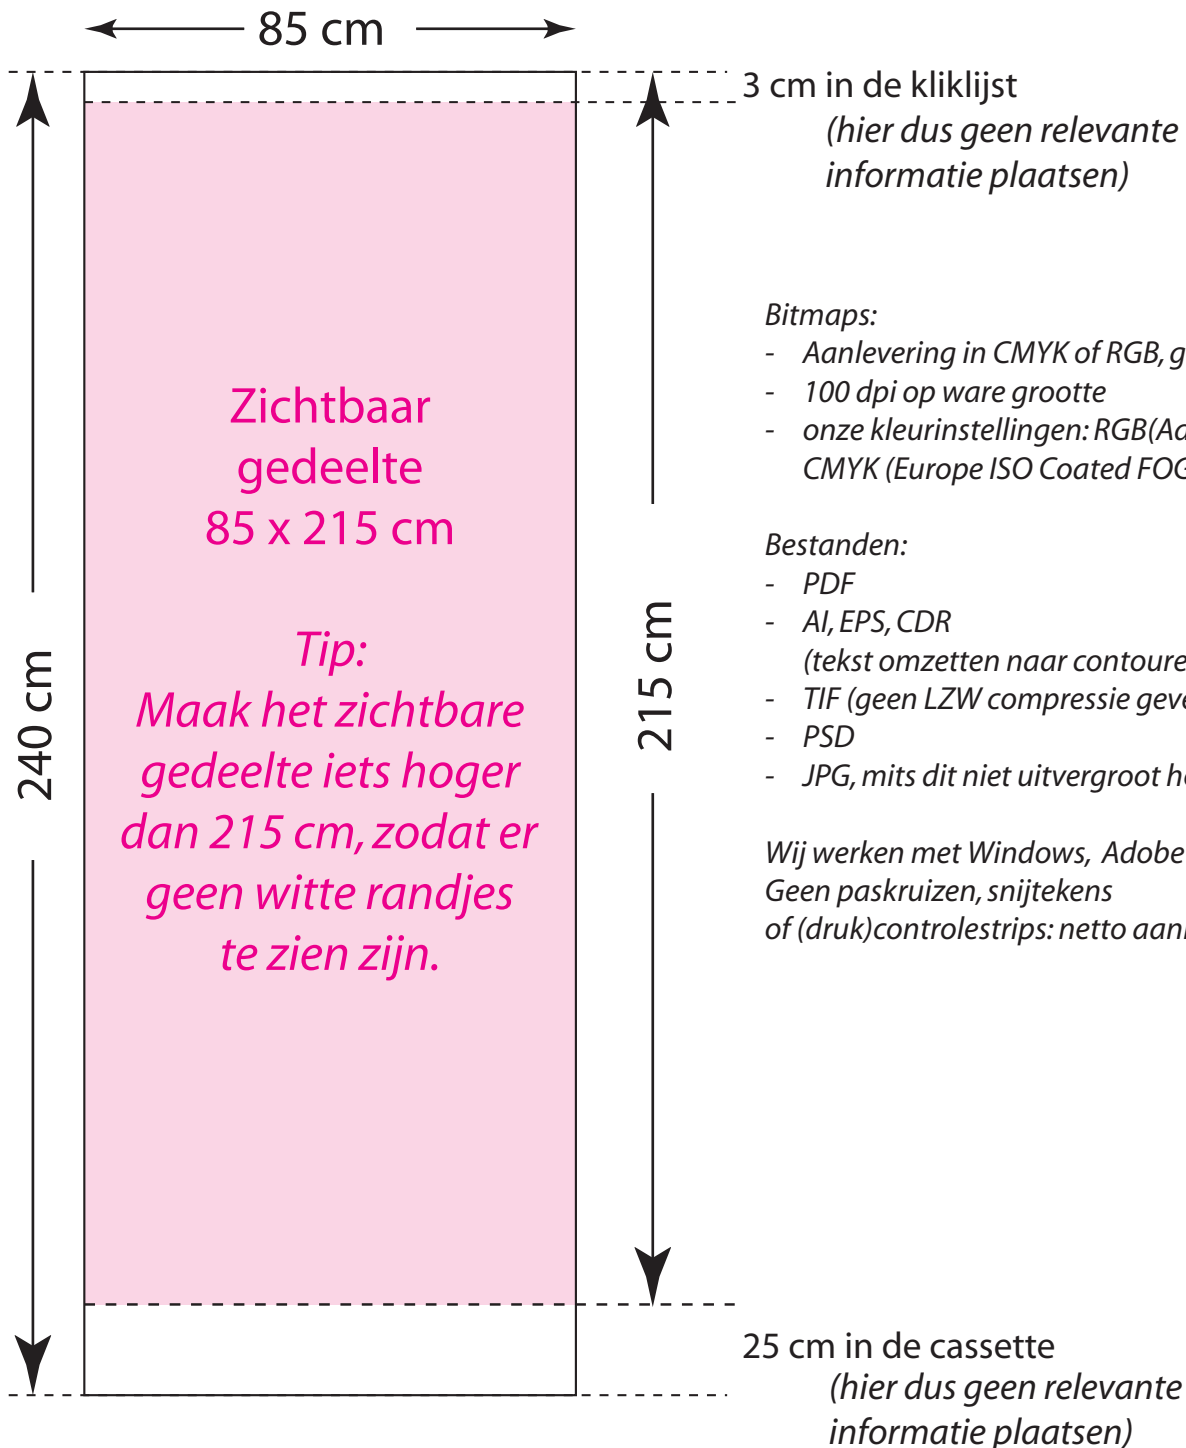 85 cm
3 cm in de kliklijst
(hier dus geen relevante
informatie plaatsen)
Zichtbaar
gedeelte
85 x 215 cm
Tip:
Maak het zichtbare
gedeelte iets hoger
dan 215 cm, zodat er
geen witte randjes
te zien zijn.
240 cm
215 cm
Bitmaps:
- Aanlevering in CMYK of RGB,
- 100 dpi op ware grootte
- onze kleurinstellingen:
CMYK (Europe ISO Coated
Bestanden:
- PDF
- AI, EPS, CDR
(tekst omzetten naar
- TIF (geen LZW compressie
- PSD
- JPG, mits dit niet uitvergroot
Wij werken met Windows, Adobe
Geen paskruizen, snijtekens
of (druk)controlestrips: netto
25 cm in de cassette
(hier dus geen relevante
informatie plaatsen)